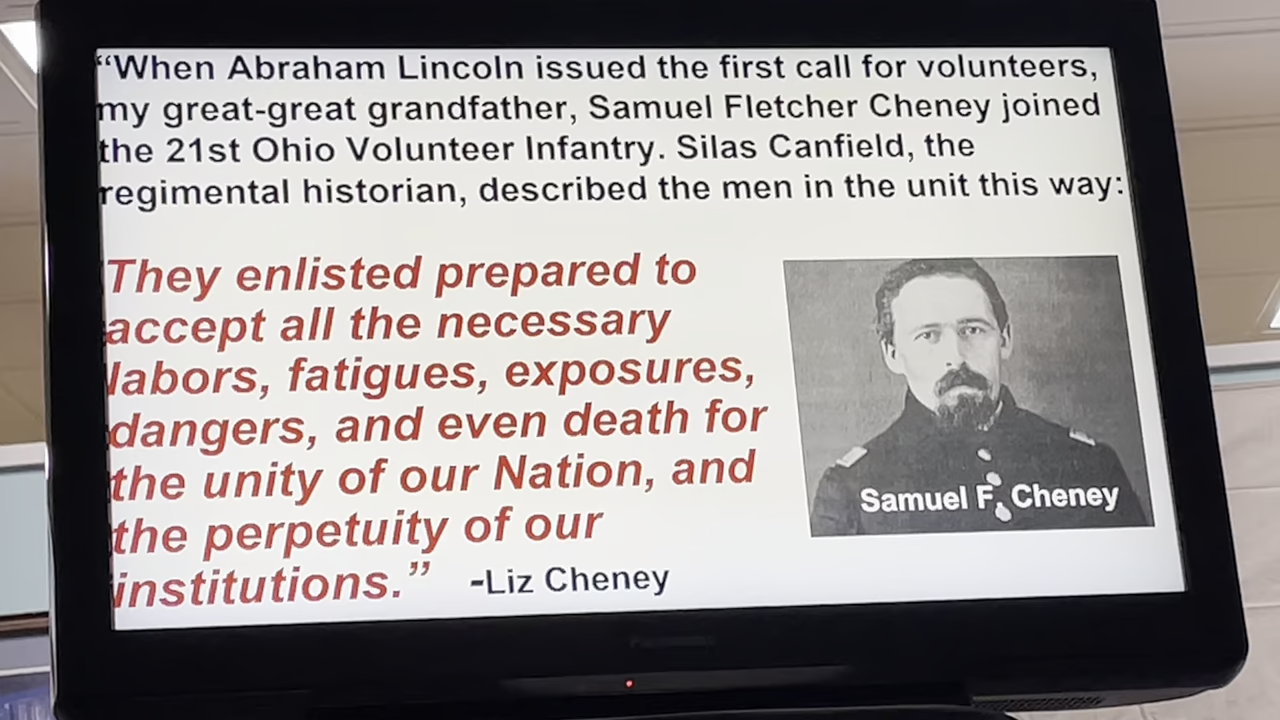 “When Abraham Lincoln issued the first call for volunteers,
my great-great grandfather, Samuel Fletcher Cheney joined
the 21st Ohio Volunteer Infantry. Silas Canfield, the
regimental historian, described the men in the unit this way:
They enlisted prepared to
accept all the necessary
labors, fatigues, exposures,
dangers, and even death for
the unity of our Nation, and
the perpetuity of our
institutions.” -Liz Cheney
Samuel F. Cheney